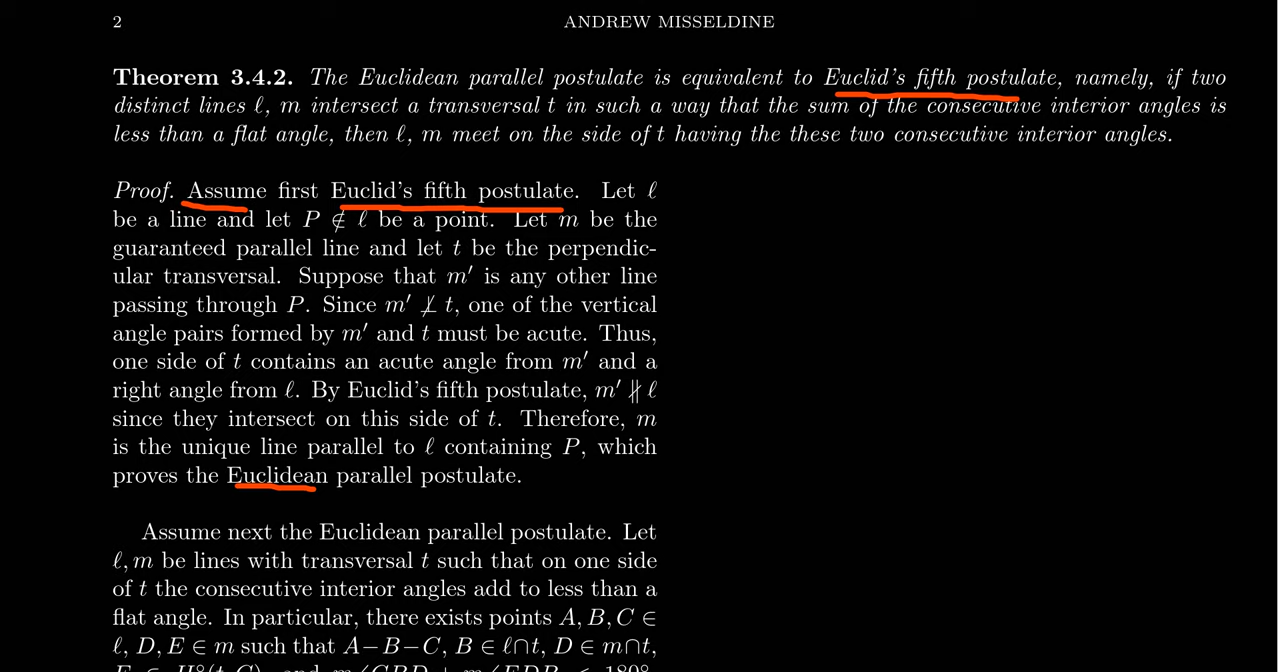 2
ANDREW MISSELDINE
Theorem 3.4.2. The Euclidean parallel postulate is equivalent to Euclid's fifth postulate, namely, if two
distinct lines ℓ, m intersect a transversal t in such a way that the sum of the consecutive interior angles is
less than a flat angle, then ℓ, m meet on the side of t having the these two consecutive interior angles.
Proof. Assume first Euclid's fifth postulate. Let ℓ
be a line and let P ∉ ℓ be a point. Let m be the
guaranteed parallel line and let t be the perpendic-
ular transversal. Suppose that m′ is any other line
passing through P. Since m′ ⊥̸ t, one of the vertical
angle pairs formed by m′ and t must be acute. Thus,
one side of t contains an acute angle from m′ and a
right angle from ℓ. By Euclid's fifth postulate, m′ ∦ ℓ
since they intersect on this side of t. Therefore, m
is the unique line parallel to ℓ containing P, which
proves the Euclidean parallel postulate.
Assume next the Euclidean parallel postulate. Let
ℓ, m be lines with transversal t such that on one side
of t the consecutive interior angles add to less than a
flat angle. In particular, there exists points A, B, C ∈
ℓ, D, E ∈ m such that A−B−C, B ∈ ℓ∩t, D ∈ m∩t,